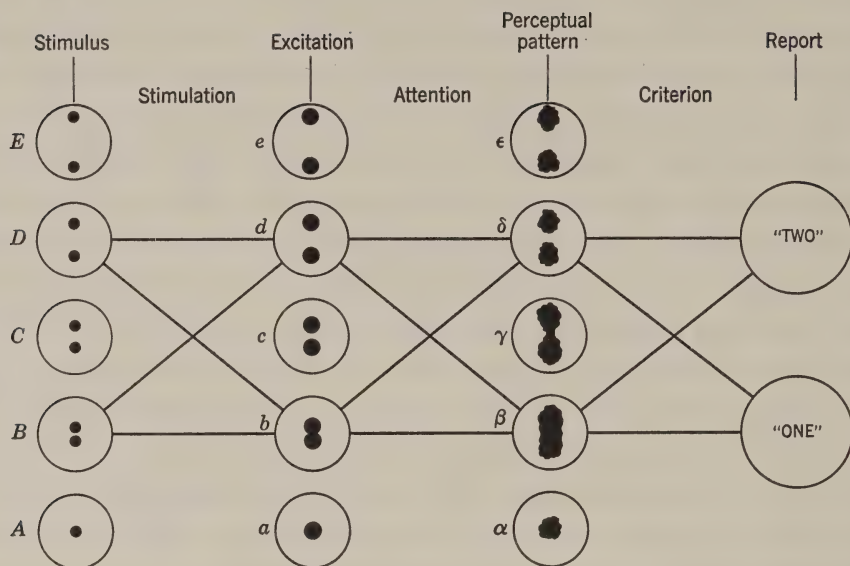 Stimulus
Excitation
Perceptual
pattern
Report
Stimulation
Attention
Criterion
E
e
ϵ
D
d
δ
"TWO"
C
c
γ
B
b
β
"ONE"
A
a
α